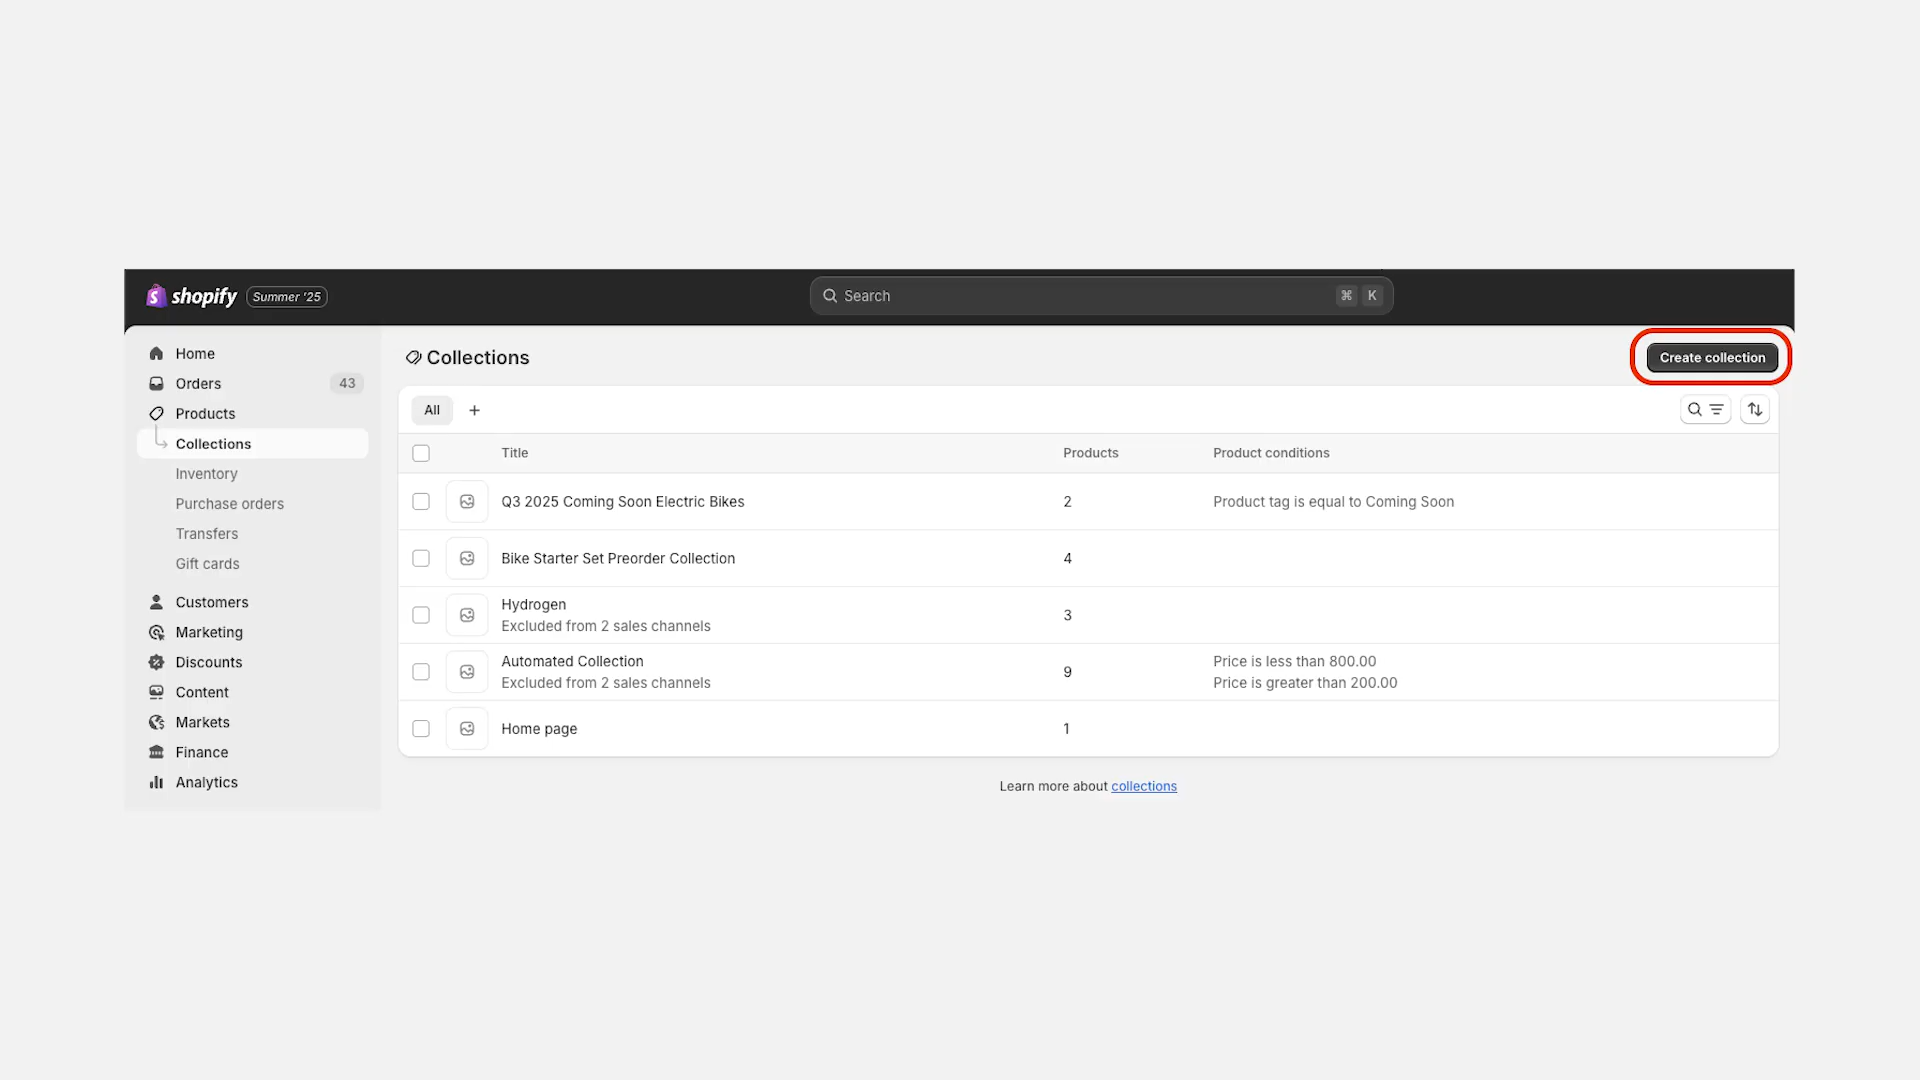 shopify Summer '25
Search ⌘ K
Home
Orders 43
Products
Collections
Inventory
Purchase orders
Transfers
Gift cards
Customers
Marketing
Discounts
Content
Markets
Finance
Analytics
Collections
Create collection
All +
Title Products Product conditions
Q3 2025 Coming Soon Electric Bikes 2 Product tag is equal to Coming Soon
Bike Starter Set Preorder Collection 4
Hydrogen
Excluded from 2 sales channels
3
Automated Collection
Excluded from 2 sales channels
9
Price is less than 800.00
Price is greater than 200.00
Home page 1
Learn more about collections